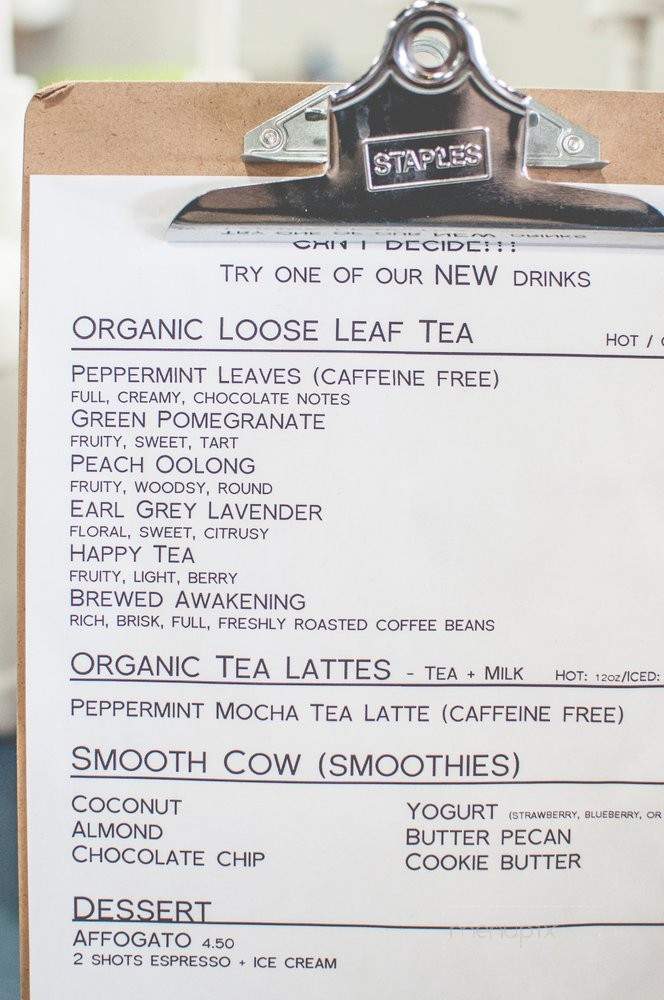 STAPLES
CAN'T DECIDE!!!
TRY ONE OF OUR NEW DRINKS
ORGANIC LOOSE LEAF TEA HOT /
PEPPERMINT LEAVES (CAFFEINE FREE)
FULL, CREAMY, CHOCOLATE NOTES
GREEN POMEGRANATE
FRUITY, SWEET, TART
PEACH OOLONG
FRUITY, WOODSY, ROUND
EARL GREY LAVENDER
FLORAL, SWEET, CITRUSY
HAPPY TEA
FRUITY, LIGHT, BERRY
BREWED AWAKENING
RICH, BRISK, FULL, FRESHLY ROASTED COFFEE BEANS
ORGANIC TEA LATTES - TEA + MILK HOT: 12OZ/ICED:
PEPPERMINT MOCHA TEA LATTE (CAFFEINE FREE)
SMOOTH COW (SMOOTHIES)
COCONUT YOGURT (STRAWBERRY, BLUEBERRY, OR
ALMOND BUTTER PECAN
CHOCOLATE CHIP COOKIE BUTTER
DESSERT
AFFOGATO 4.50
2 SHOTS ESPRESSO + ICE CREAM
menupix